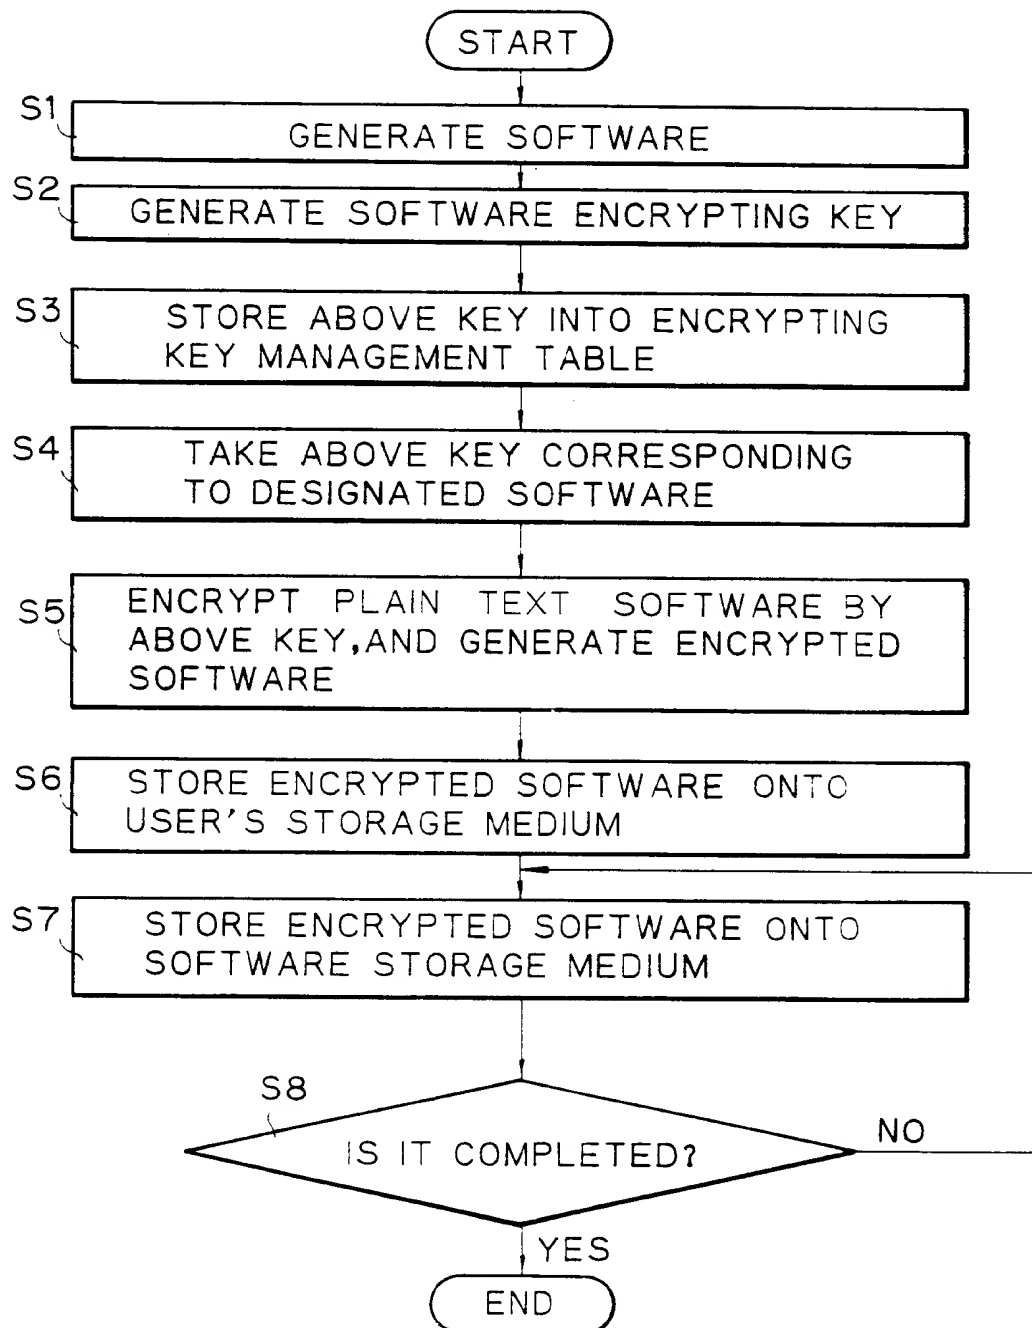 START
S1
GENERATE SOFTWARE
S2
GENERATE SOFTWARE ENCRYPTING KEY
S3
STORE ABOVE KEY INTO ENCRYPTING
KEY MANAGEMENT TABLE
S4
TAKE ABOVE KEY CORRESPONDING
TO DESIGNATED SOFTWARE
S5
ENCRYPT PLAIN TEXT SOFTWARE BY
ABOVE KEY, AND GENERATE ENCRYPTED
SOFTWARE
S6
STORE ENCRYPTED SOFTWARE ONTO
USER'S STORAGE MEDIUM
S7
STORE ENCRYPTED SOFTWARE ONTO
SOFTWARE STORAGE MEDIUM
S8
IS IT COMPLETED?
NO
YES
END